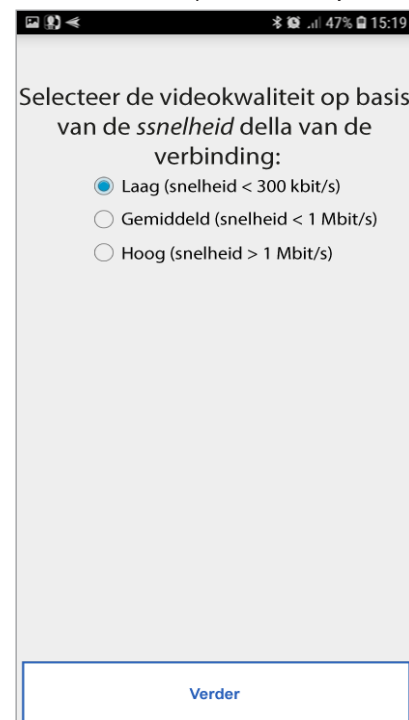 47% 15:19
Selecteer de videokwaliteit op basis
van de ssnelheid della van de
verbinding:
Laag (snelheid < 300 kbit/s)
Gemiddeld (snelheid < 1 Mbit/s)
Hoog (snelheid > 1 Mbit/s)
Verder